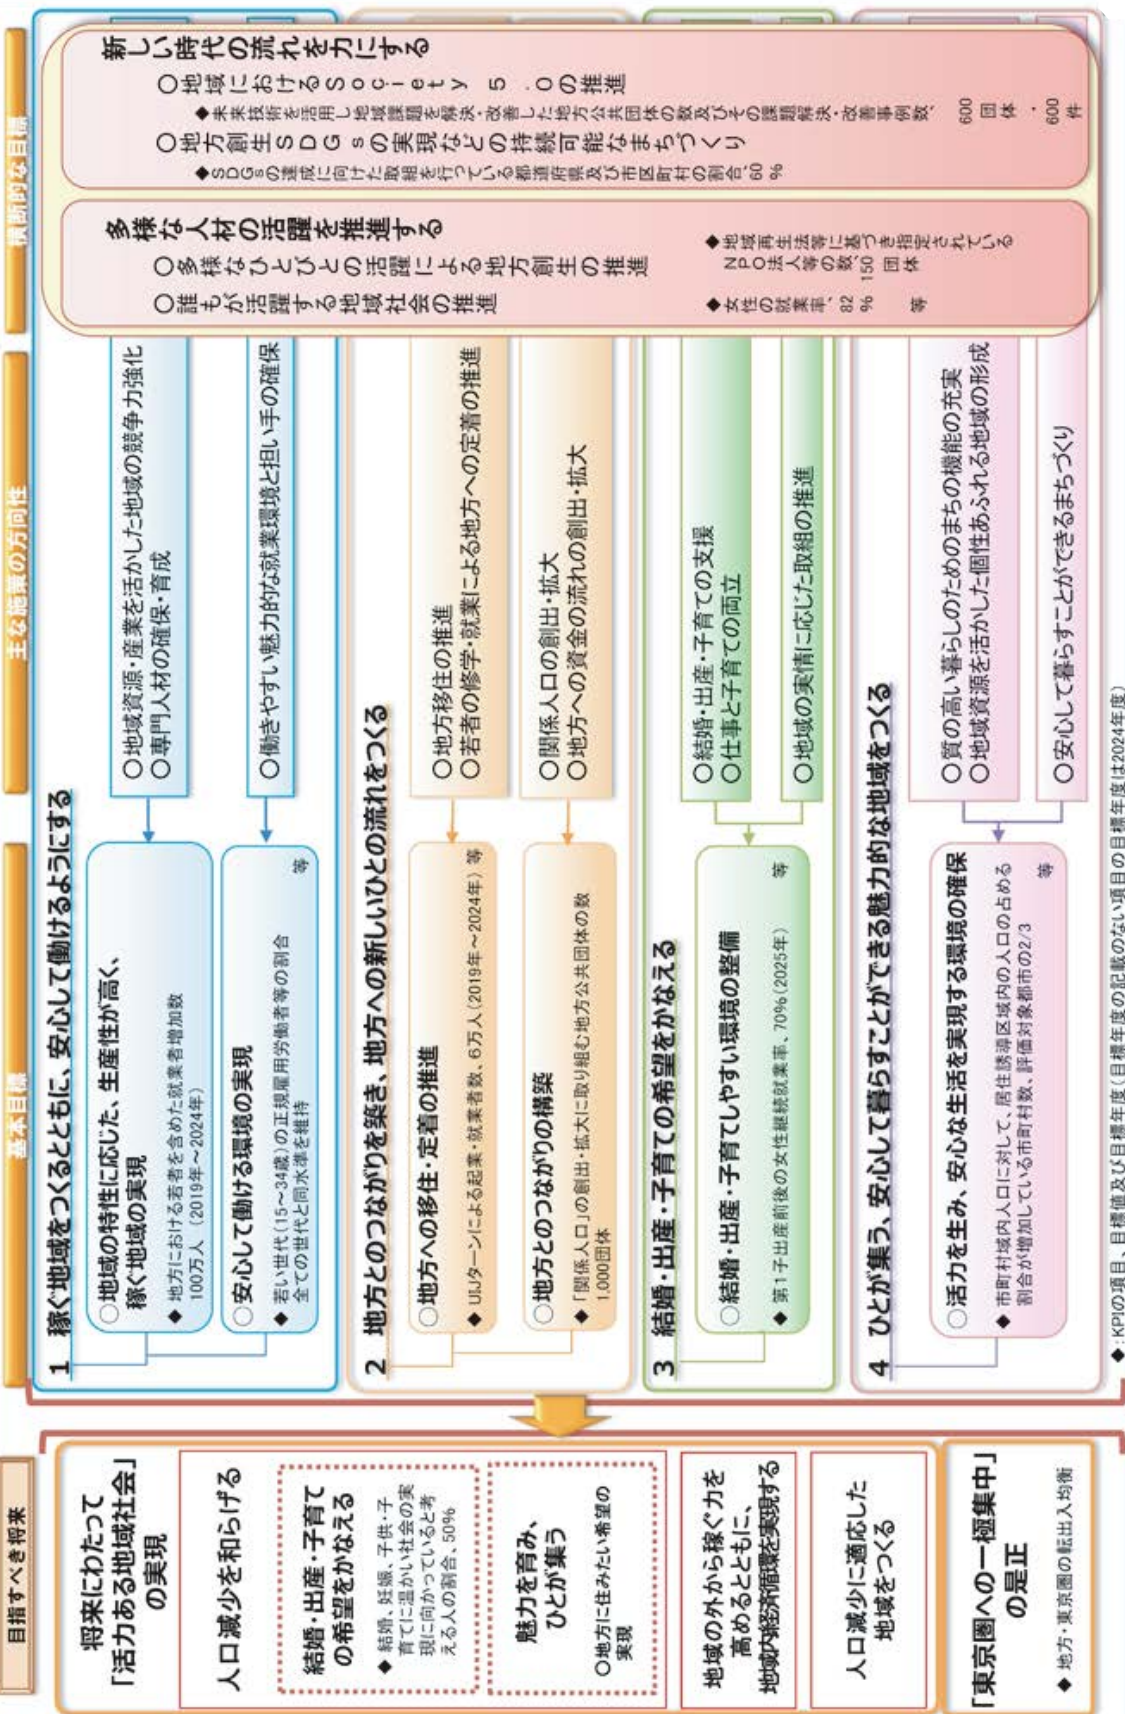 目指すべき将来
将来にわたって
「活力ある地域社会」
の実現
人口減少を和らげる
結婚・出産・子育て
の希望をかなえる
◆ 結婚、妊娠、子供・子
育てに温かい社会の実
現に向かっていると考
える人の割合、50%
魅力を育み、
ひとが集う
○地方に住みたい希望の
実現
地域の外から稼ぐ力を
高めるとともに、
地域内経済循環を実現する
人口減少に適応した
地域をつくる
「東京圏への一極集中」
の是正
◆ 地方・東京圏の転出入均衡
基本目標
主な施策の方向性
横断的な目標
1 稼ぐ地域をつくるとともに、安心して働けるようにする
○地域の特性に応じた、生産性が高く、
稼ぐ地域の実現
◆ 地方における若者を含めた就業者増加数
100万人 （2019年～2024年）
○安心して働ける環境の実現
◆ 若い世代（15～34歳）の正規雇用労働者等の割合
全ての世代と同水準を維持
等
○地域資源・産業を活かした地域の競争力強化
○専門人材の確保・育成
○働きやすい魅力的な就業環境と担い手の確保
2 地方とのつながりを築き、地方への新しいひとの流れをつくる
○地方への移住・定着の推進
◆ UIJターンによる起業・就業者数、6万人（2019年～2024年） 等
○地方とのつながりの構築
◆ 「関係人口」の創出・拡大に取り組む地方公共団体の数
1,000団体
○地方移住の推進
○若者の修学・就業による地方への定着の推進
○関係人口の創出・拡大
○地方への資金の流れの創出・拡大
3 結婚・出産・子育ての希望をかなえる
○結婚・出産・子育てしやすい環境の整備
◆ 第1子出産前後の女性継続就業率、70%（2025年）
等
○結婚・出産・子育ての支援
○仕事と子育ての両立
○地域の実情に応じた取組の推進
4 ひとが集う、安心して暮らすことができる魅力的な地域をつくる
○活力を生み、安心な生活を実現する環境の確保
◆ 市町村域内人口に対して、居住誘導区域内の人口の占める
割合が増加している市町村数、評価対象都市の2/3
等
○質の高い暮らしのためのまちの機能の充実
○地域資源を活かした個性あふれる地域の形成
○安心して暮らすことができるまちづくり
多様な人材の活躍を推進する
○多様なひとびとの活躍による地方創生の推進
○誰もが活躍する地域社会の推進
◆地域再生法等に基づき指定されている
NPO法人等の数、150団体
◆女性の就業率、82% 等
新しい時代の流れを力にする
○地域におけるSociety 5.0の推進
◆未来技術を活用し地域課題を解決・改善した地方公共団体の数及びその課題解決・改善事例数、600団体・600件
○地方創生SDGsの実現などの持続可能なまちづくり
◆SDGsの達成に向けた取組を行っている都道府県及び市区町村の割合、60%
◆：KPIの項目、目標値及び目標年度（目標年度の記載のない項目の目標年度は2024年度）